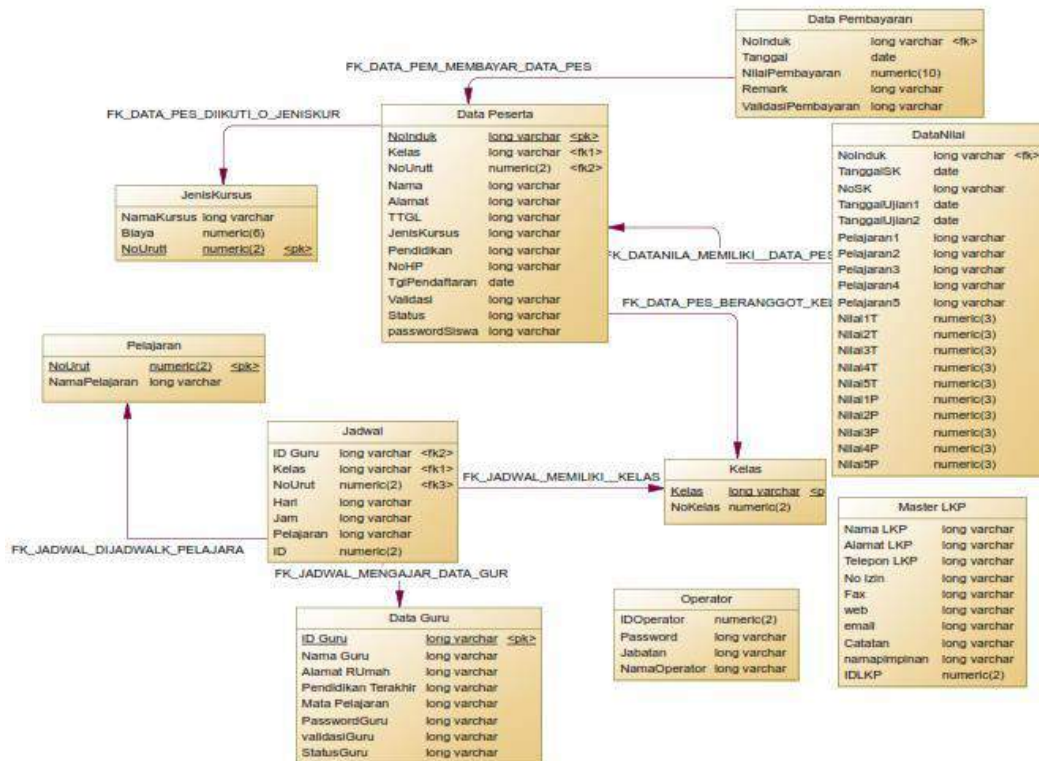 Data Pembayaran
NoInduk long varchar <fk>
Tanggal date
NilaiPembayaran numeric(10)
Remark long varchar
ValidasiPembayaran long varchar
FK_DATA_PEM_MEMBAYAR_DATA_PES
FK_DATA_PES_DIIKUTI_O_JENISKUR
Data Peserta
NoInduk long varchar <pk>
Kelas long varchar <fk1>
NoUrutt numeric(2) <fk2>
Nama long varchar
Alamat long varchar
TTGL long varchar
JenisKursus long varchar
Pendidikan long varchar
NoHP long varchar
TglPendaftaran date
Validasi long varchar
Status long varchar
passwordSiswa long varchar
DataNilai
NoInduk long varchar <fk>
TanggalSK date
NoSK long varchar
TanggalUjian1 date
TanggalUjian2 date
Pelajaran1 long varchar
Pelajaran2 long varchar
Pelajaran3 long varchar
Pelajaran4 long varchar
Pelajaran5 long varchar
Nilai1T numeric(3)
Nilai2T numeric(3)
Nilai3T numeric(3)
Nilai4T numeric(3)
Nilai5T numeric(3)
Nilai1P numeric(3)
Nilai2P numeric(3)
Nilai3P numeric(3)
Nilai4P numeric(3)
Nilai5P numeric(3)
JenisKursus
NamaKursus long varchar
Biaya numeric(6)
NoUrutt numeric(2) <pk>
FK_DATANILA_MEMILIKI__DATA_PES
FK_DATA_PES_BERANGGOT_KEL
Pelajaran
NoUrut numeric(2) <pk>
NamaPelajaran long varchar
Jadwal
ID Guru long varchar <fk2>
Kelas long varchar <fk1>
NoUrut numeric(2) <fk3>
Hari long varchar
Jam long varchar
Pelajaran long varchar
ID numeric(2)
FK_JADWAL_MEMILIKI__KELAS
Kelas
Kelas long varchar <p
NoKelas numeric(2)
FK_JADWAL_DIJADWALK_PELAJARA
FK_JADWAL_MENGAJAR_DATA_GUR
Data Guru
ID Guru long varchar <pk>
Nama Guru long varchar
Alamat RUmah long varchar
Pendidikan Terakhir long varchar
Mata Pelajaran long varchar
PasswordGuru long varchar
validasiGuru long varchar
StatusGuru long varchar
Operator
IDOperator numeric(2)
Password long varchar
Jabatan long varchar
NamaOperator long varchar
Master LKP
Nama LKP long varchar
Alamat LKP long varchar
Telepon LKP long varchar
No Izin long varchar
Fax long varchar
web long varchar
email long varchar
Catatan long varchar
namapimpinan long varchar
IDLKP numeric(2)